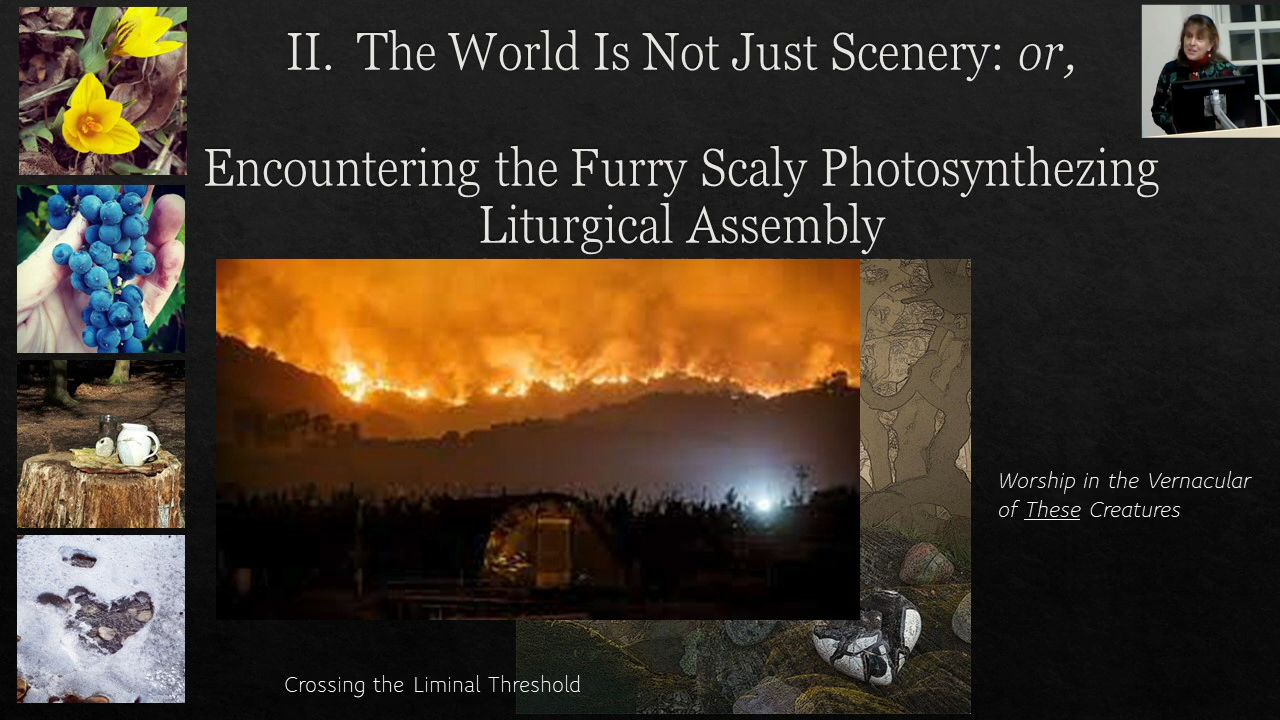 II. The World Is Not Just Scenery: or,
Encountering the Furry Scaly Photosynthezing
Liturgical Assembly
Worship in the Vernacular
of These Creatures
Crossing the Liminal Threshold